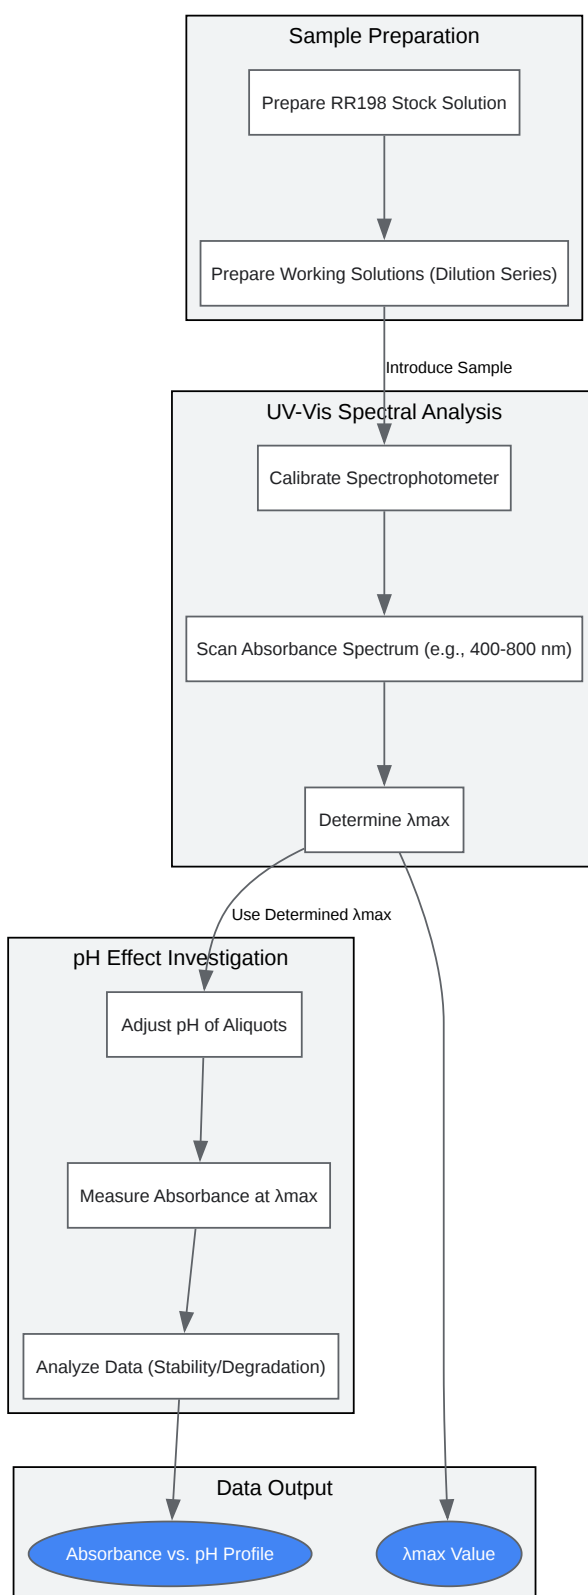 Sample Preparation
Prepare RR198 Stock Solution
Prepare Working Solutions (Dilution Series)
Introduce Sample
UV-Vis Spectral Analysis
Calibrate Spectrophotometer
Scan Absorbance Spectrum (e.g., 400-800 nm)
Determine λmax
Use Determined λmax
pH Effect Investigation
Adjust pH of Aliquots
Measure Absorbance at λmax
Analyze Data (Stability/Degradation)
Data Output
Absorbance vs. pH Profile
λmax Value